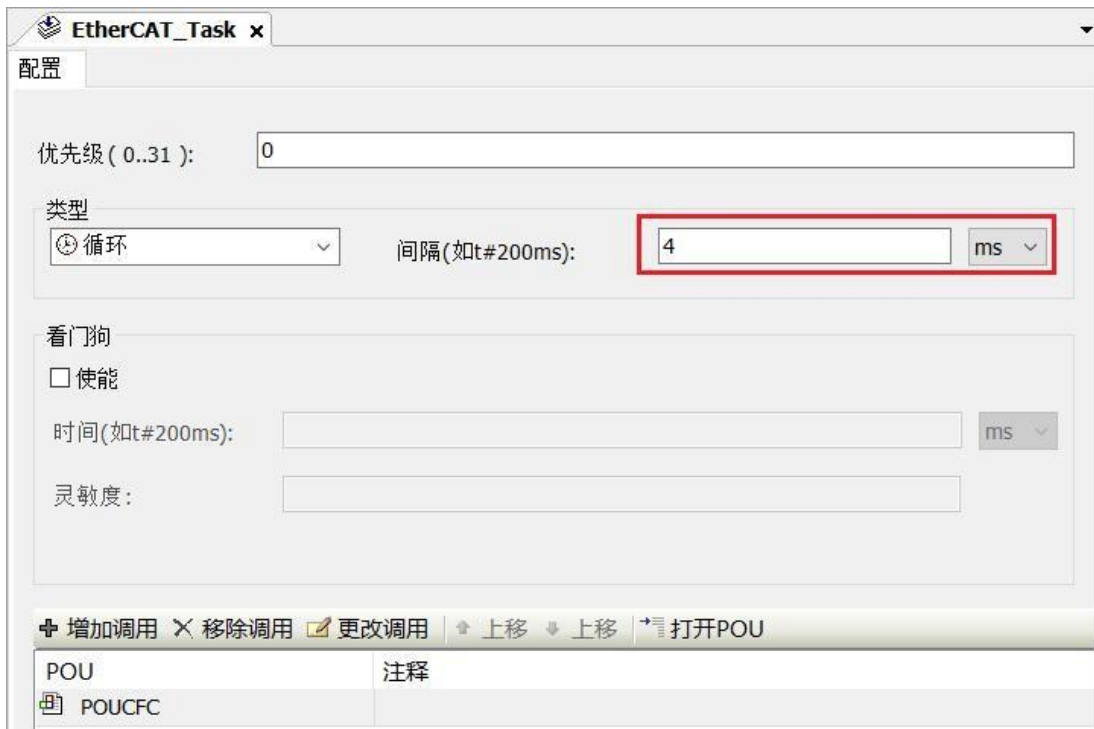 EtherCAT_Task x
配置
优先级 ( 0..31 ): 0
类型
循环 间隔(如t#200ms): 4 ms
看门狗
使能
时间(如t#200ms): ms
灵敏度:
增加调用 移除调用 更改调用 上移 上移 打开POU
POU 注释
POUCFC